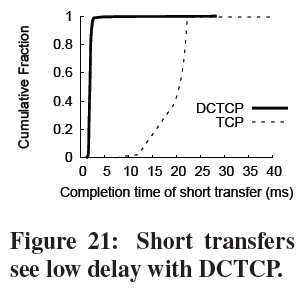 Cumulative Fraction
1
0.8
0.6
0.4
0.2
0
DCTCP
TCP
0 5 10 15 20 25 30 35 40
Completion time of short transfer (ms)
Figure 21: Short transfers
see low delay with DCTCP.